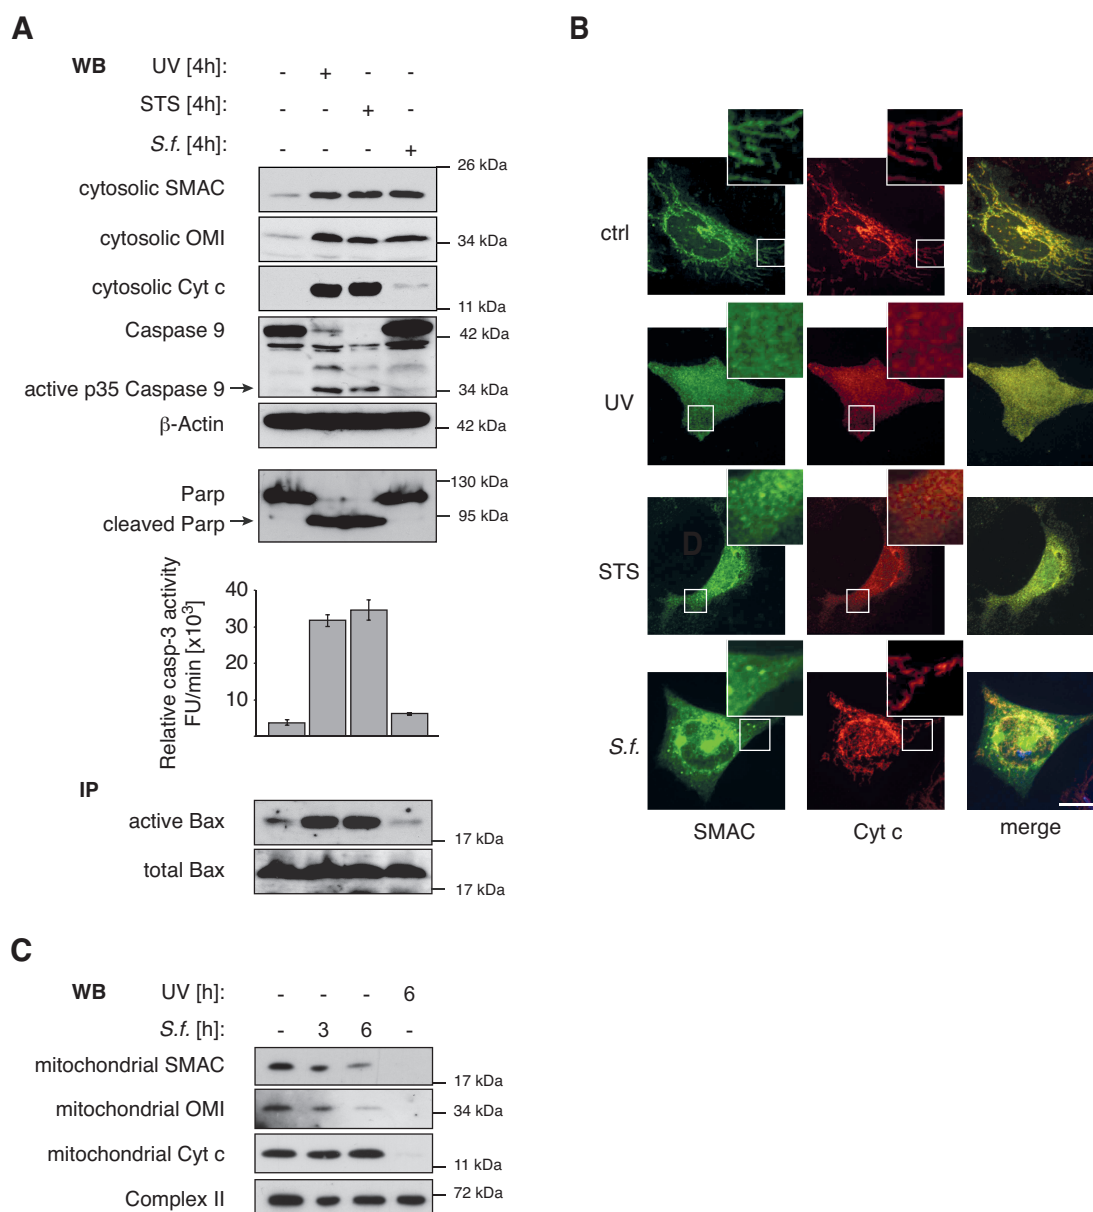 A
WB UV [4h]: - + - -
STS [4h]: - - + -
S.f. [4h]: - - - +
26 kDa
cytosolic SMAC
cytosolic OMI
34 kDa
cytosolic Cyt c
11 kDa
Caspase 9
42 kDa
active p35 Caspase 9
34 kDa
β-Actin
42 kDa
Parp
130 kDa
cleaved Parp
95 kDa
Relative casp-3 activity
FU/min [x10³]
40
30
20
10
IP
active Bax
17 kDa
total Bax
17 kDa
B
ctrl
UV
STS
D
S.f.
SMAC Cyt c merge
C
WB UV [h]: - - - 6
S.f. [h]: - 3 6 -
mitochondrial SMAC
17 kDa
mitochondrial OMI
34 kDa
mitochondrial Cyt c
11 kDa
Complex II
72 kDa